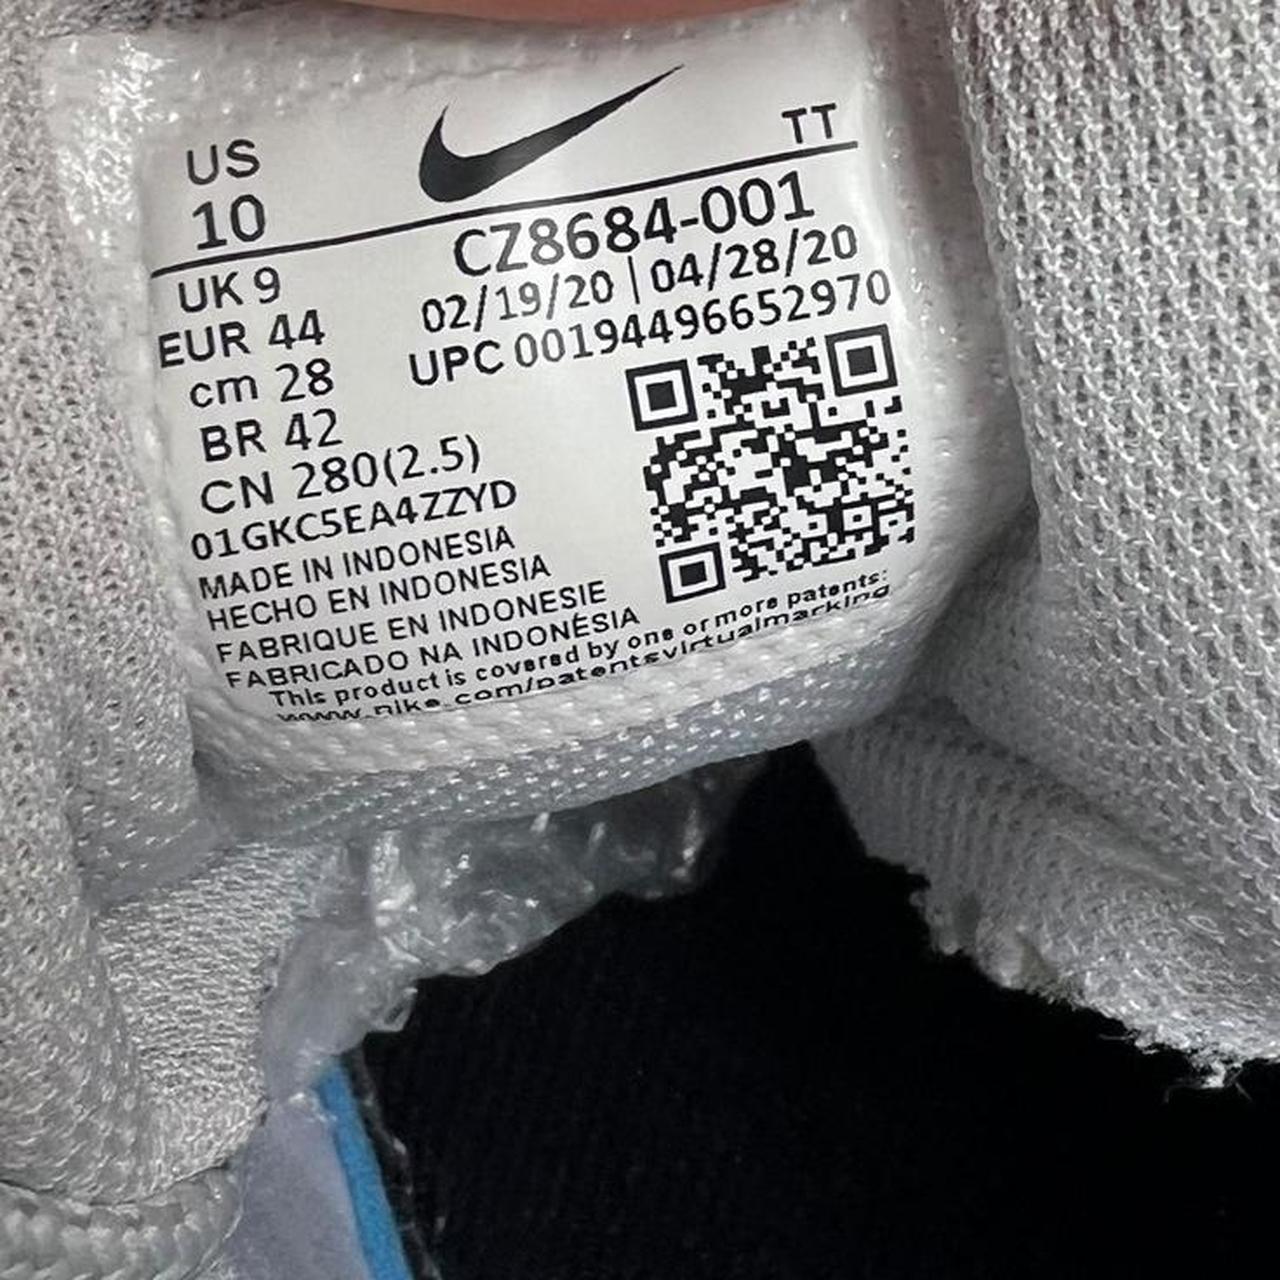 US
10
TT
UK 9
EUR 44
cm 28
BR 42
CN 280(2.5)
CZ8684-001
02/19/20 | 04/28/20
UPC 00194496652970
01GKC5EA4ZZYD
MADE IN INDONESIA
HECHO EN INDONESIA
FABRIQUE EN INDONESIE
FABRICADO NA INDONÉSIA
This product is covered by one or more patents:
www.nike.com/patentsvirtualmarking